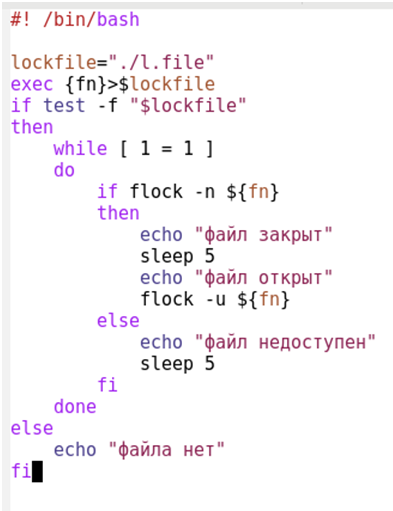 #! /bin/bash

lockfile="./l.file"
exec {fn}>$lockfile
if test -f "$lockfile"
then
    while [ 1 = 1 ]
    do
        if flock -n ${fn}
        then
            echo "файл закрыт"
            sleep 5
            echo "файл открыт"
            flock -u ${fn}
        else
            echo "файл недоступен"
            sleep 5
        fi
    done
else
    echo "файла нет"
fi